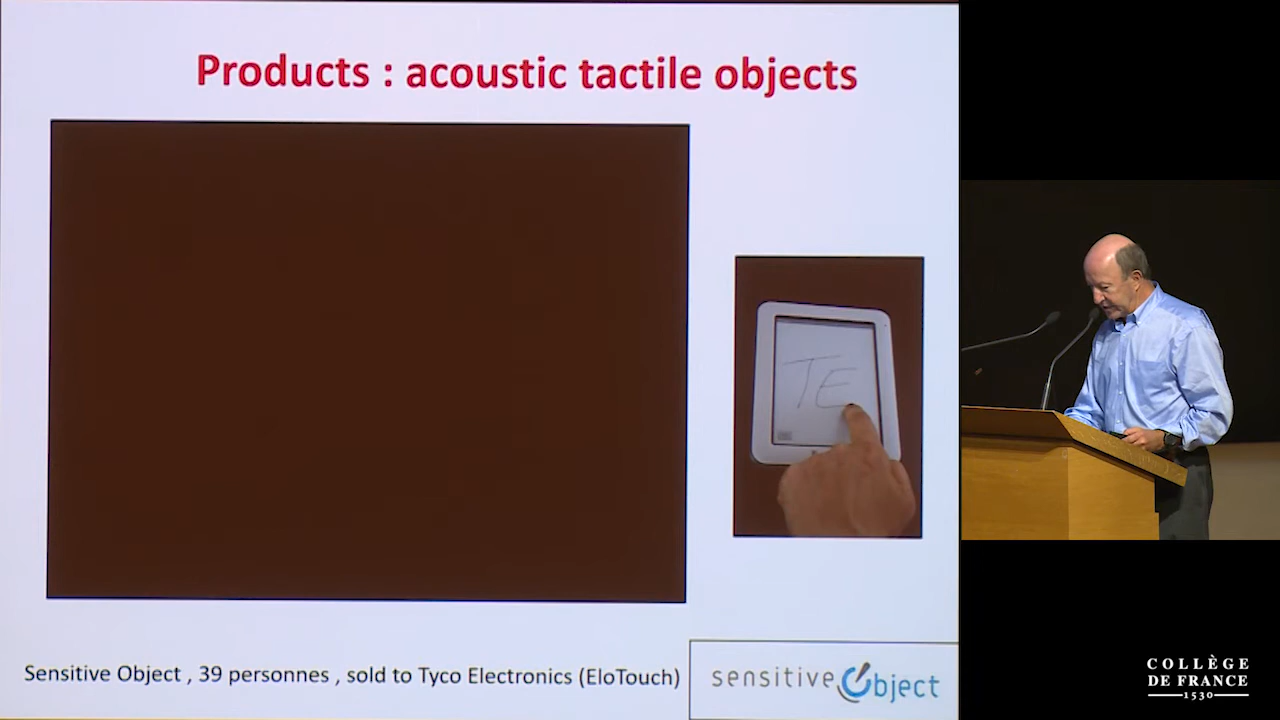 Products : acoustic tactile objects
TE
Sensitive Object , 39 personnes , sold to Tyco Electronics (EloTouch)
sensitive Object
COLLÈGE
DE FRANCE
1530